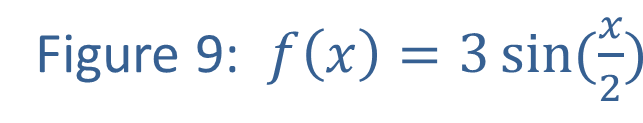 Figure 9: f(x) = 3 sin(x/2)